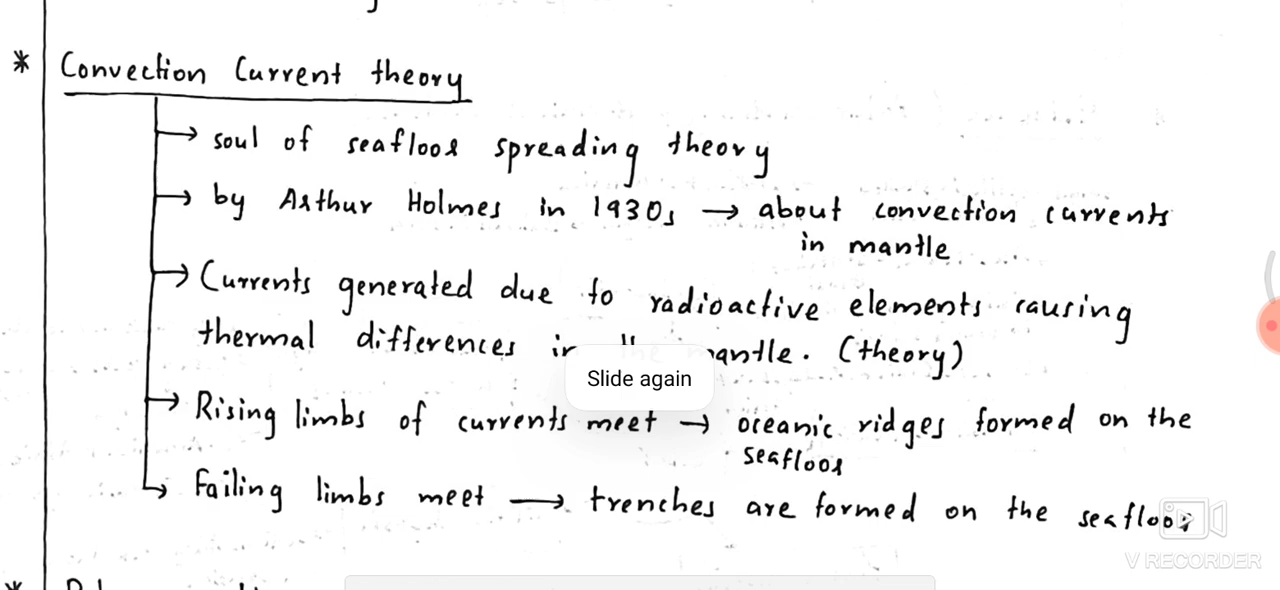 * Convection Current theory
→ soul of seafloor spreading theory
→ by Arthur Holmes in 1930s → about convection currents
in mantle
→ Currents generated due to radioactive elements causing
thermal differences in mantle. (theory)
Slide again
→ Rising limbs of currents meet → oceanic ridges formed on the
seafloor
→ Failing limbs meet → trenches are formed on the seafloor
V RECORDER